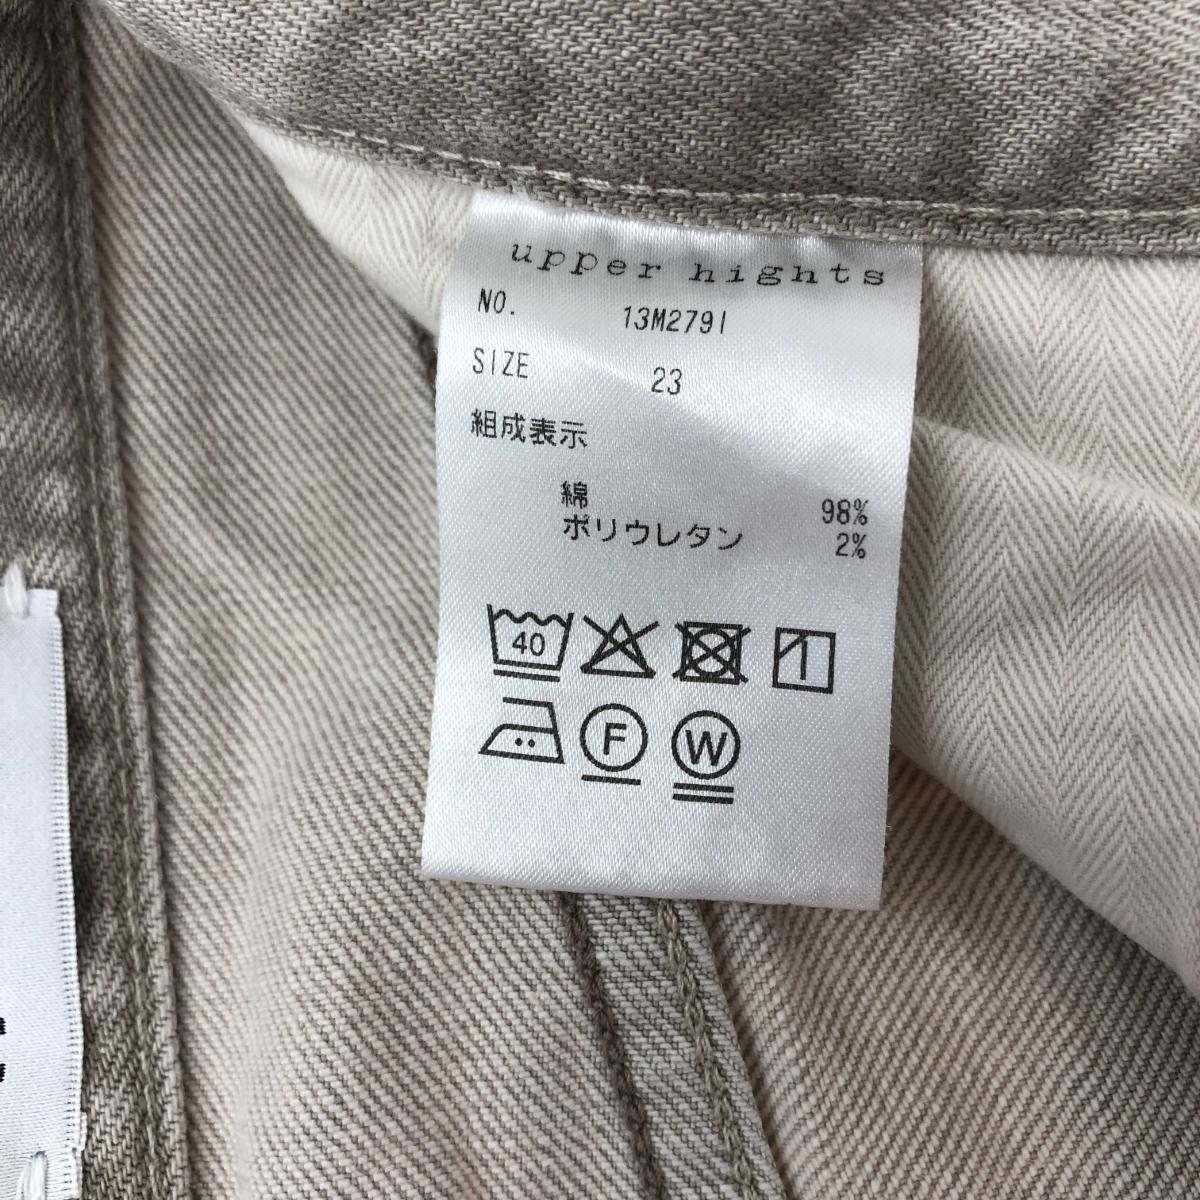 upper hights
NO. 13M279I
SIZE 23
組成表示
綿 98%
ポリウレタン 2%
40
F W